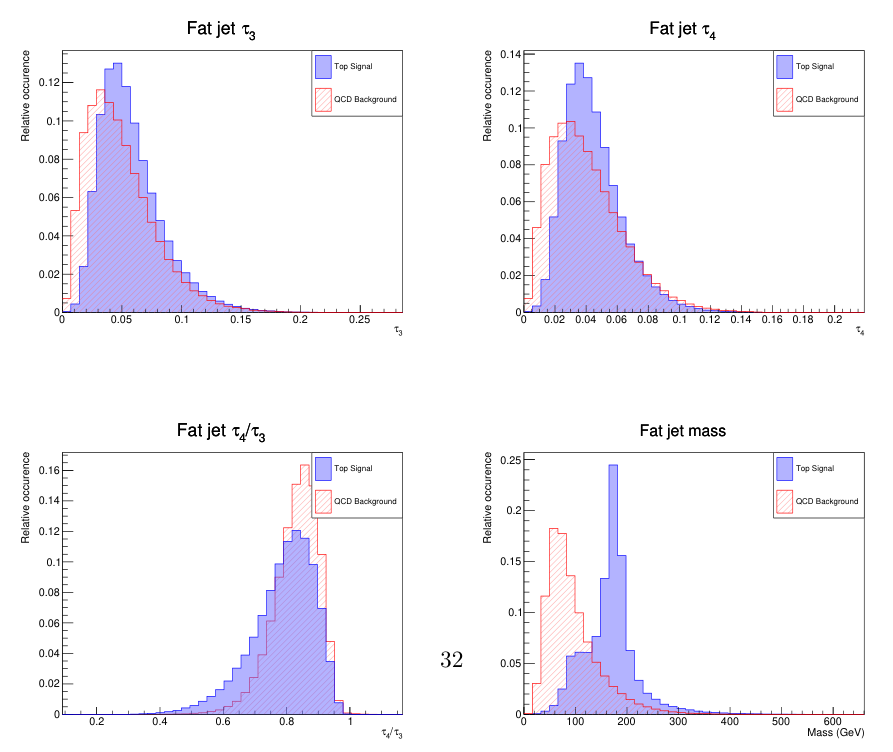 Fat jet τ3
Relative occurence
Top Signal
QCD Background
0.12
0.1
0.08
0.06
0.04
0.02
0
0 0.05 0.1 0.15 0.2 0.25
τ3
Fat jet τ4
Relative occurence
Top Signal
QCD Background
0.14
0.12
0.1
0.08
0.06
0.04
0.02
0
0 0.02 0.04 0.06 0.08 0.1 0.12 0.14 0.16 0.18 0.2
τ4
Fat jet τ4/τ3
Relative occurence
Top Signal
QCD Background
0.16
0.14
0.12
0.1
0.08
0.06
0.04
0.02
0
0.2 0.4 0.6 0.8 1
τ4/τ3
Fat jet mass
Relative occurence
Top Signal
QCD Background
0.25
0.2
0.15
0.1
0.05
0
0 100 200 300 400 500 600
Mass (GeV)
32